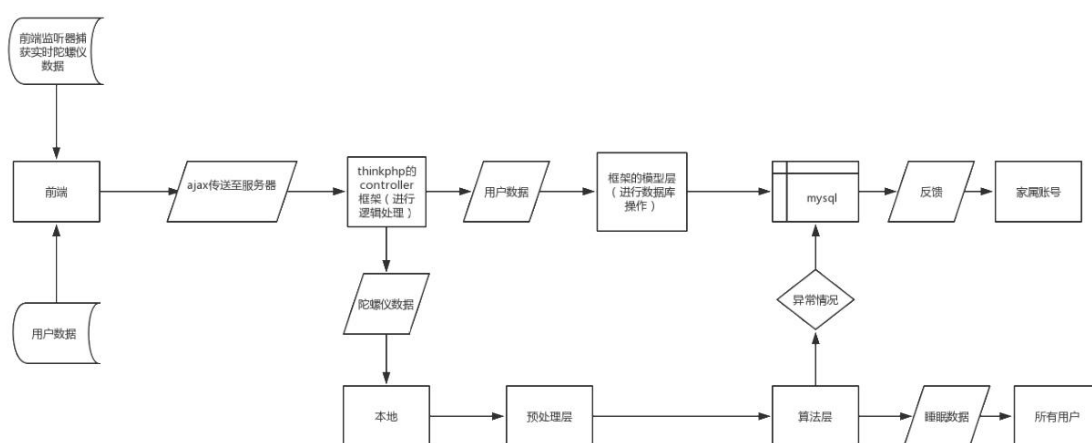 前端监听器捕
获实时陀螺仪
数据
前端
ajax传送至服务器
thinkphp的
controller
框架（进行
逻辑处理）
用户数据
框架的模型层
（进行数据库
操作）
mysql
反馈
家属账号
用户数据
陀螺仪数据
异常情况
本地
预处理层
算法层
睡眠数据
所有用户